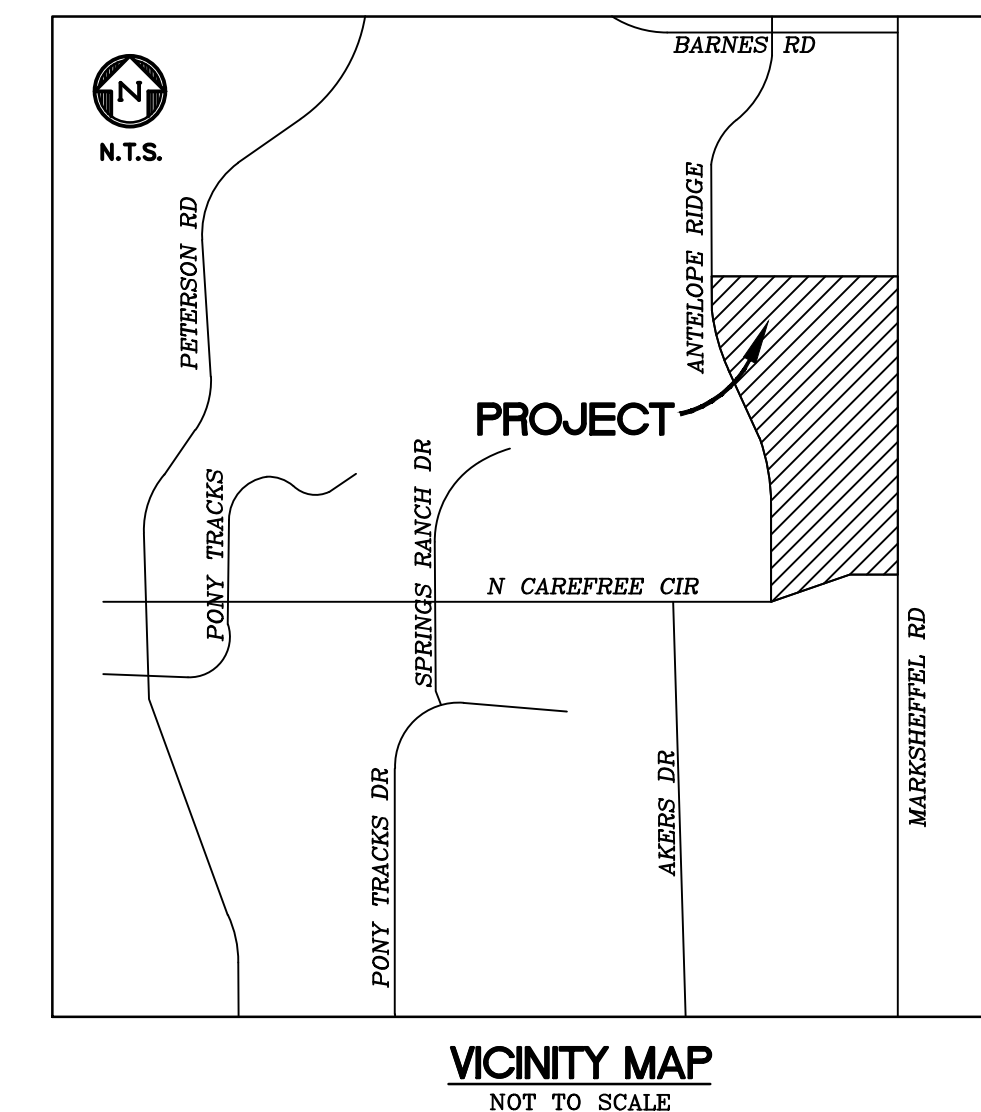 BARNES RD
N
N.T.S.
PETERSON RD
ANTELOPE RIDGE
PROJECT
PONY TRACKS
SPRINGS RANCH DR
N CAREFREE CIR
MARKSHEFFEL RD
AKERS DR
PONY TRACKS DR
VICINITY MAP
NOT TO SCALE